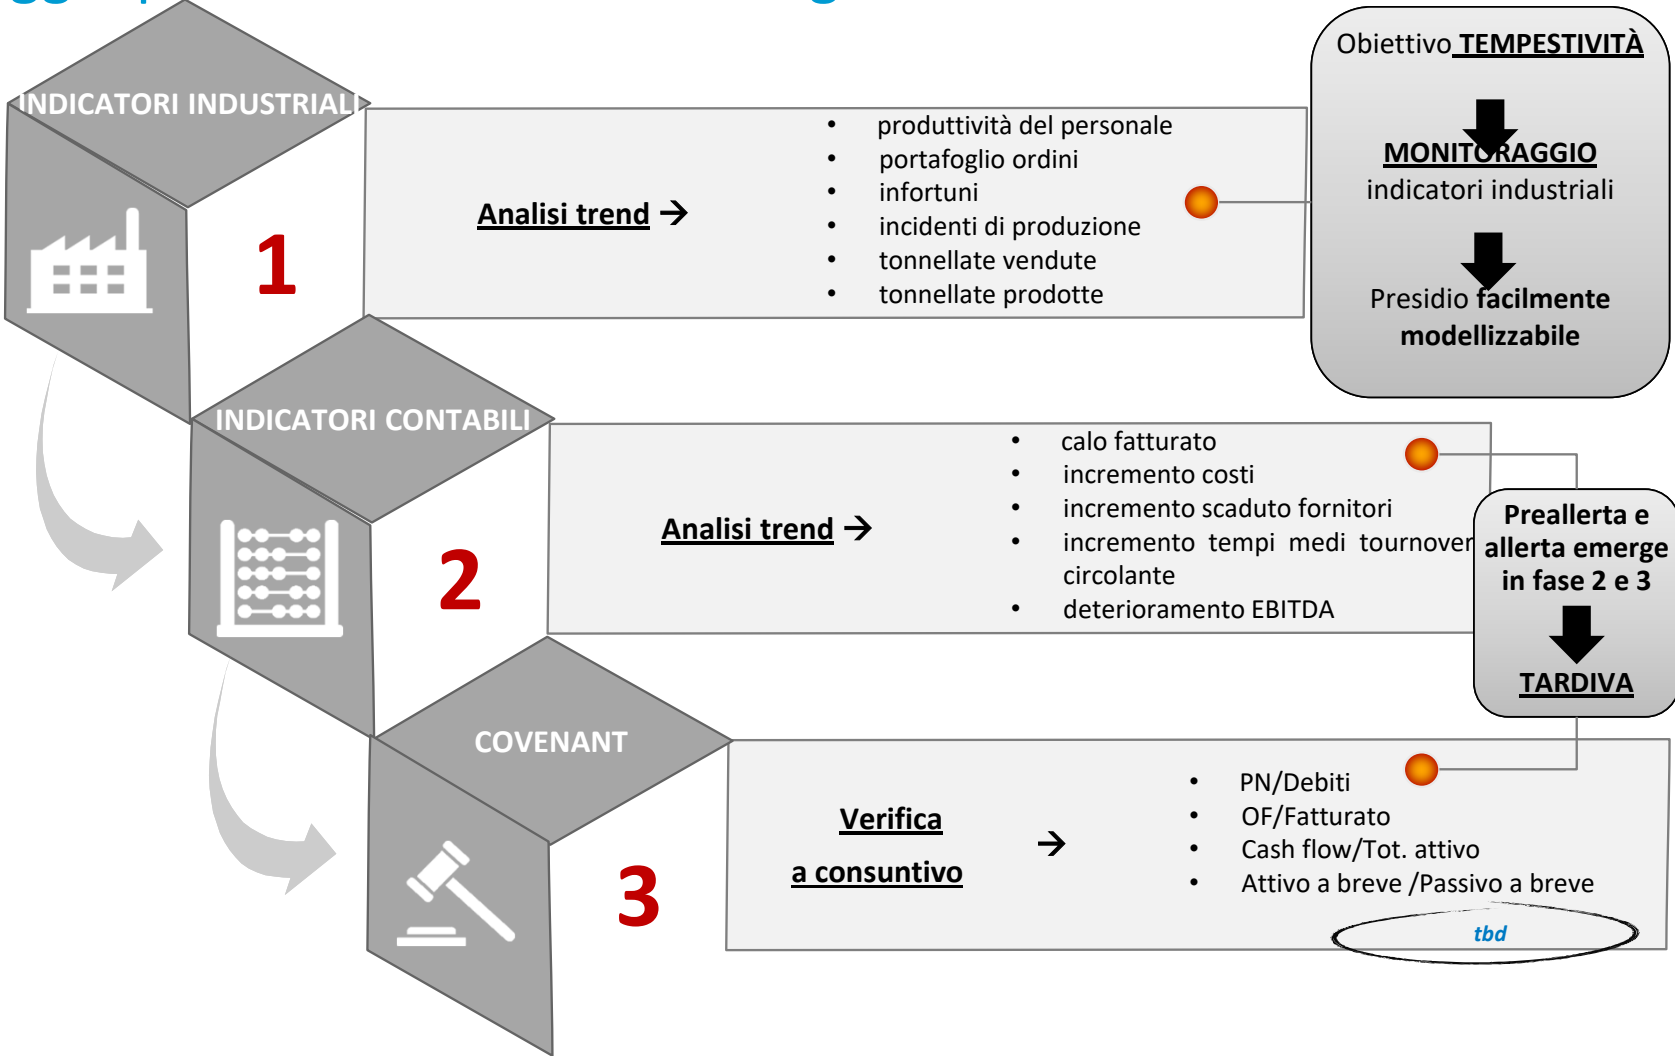 INDICATORI INDUSTRIALI
1
Analisi trend →
• produttività del personale
• portafoglio ordini
• infortuni
• incidenti di produzione
• tonnellate vendute
• tonnellate prodotte
Obiettivo TEMPESTIVITÀ
MONITORAGGIO
indicatori industriali
Presidio facilmente
modellizzabile
INDICATORI CONTABILI
2
Analisi trend →
• calo fatturato
• incremento costi
• incremento scaduto fornitori
• incremento tempi medi tournover
circolante
• deterioramento EBITDA
Preallerta e
allerta emerge
in fase 2 e 3
TARDIVA
COVENANT
3
Verifica
a consuntivo
→
• PN/Debiti
• OF/Fatturato
• Cash flow/Tot. attivo
• Attivo a breve /Passivo a breve
tbd